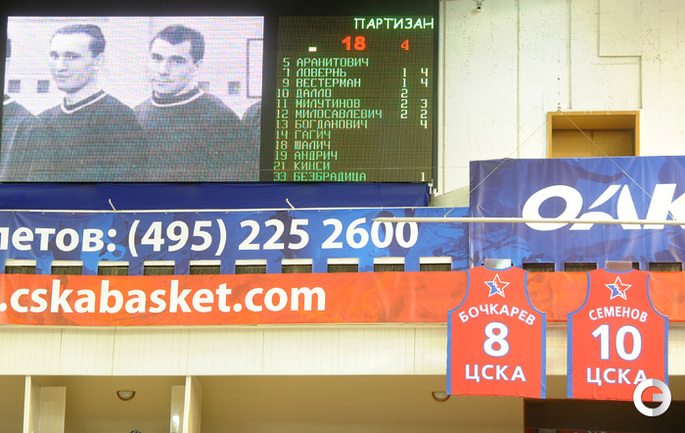 ПАРТИЗАН
18 4
5 АРАНИТОВИЧ
7 ЛОВЕРНЬ 1 4
9 ВЕСТЕРМАН 1 4
10 ДАЛЛО 2
11 МИЛУТИНОВ 2 3
12 МИЛОСАВЛЕВИЧ 2 2
13 БОГДАНОВИЧ 4
14 ГАГИЧ
18 ШАЛИЧ
19 АНДРИЧ
21 КИНСИ
33 БЕЗБРАДИЦА 1
летов: (495) 225 2600
.cskabasket.com
БОЧКАРЕВ
8
ЦСКА
СЕМЕНОВ
10
ЦСКА